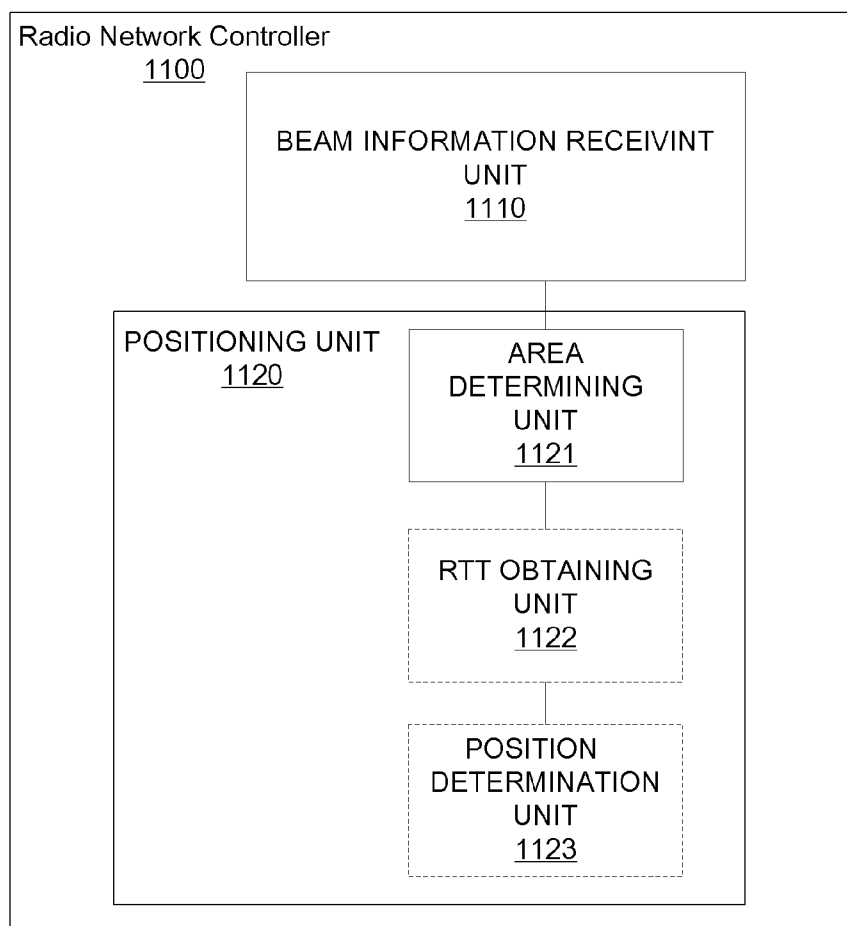 Radio Network Controller
1100
BEAM INFORMATION RECEIVINT
UNIT
1110
POSITIONING UNIT
1120
AREA
DETERMINING
UNIT
1121
RTT OBTAINING
UNIT
1122
POSITION
DETERMINATION
UNIT
1123